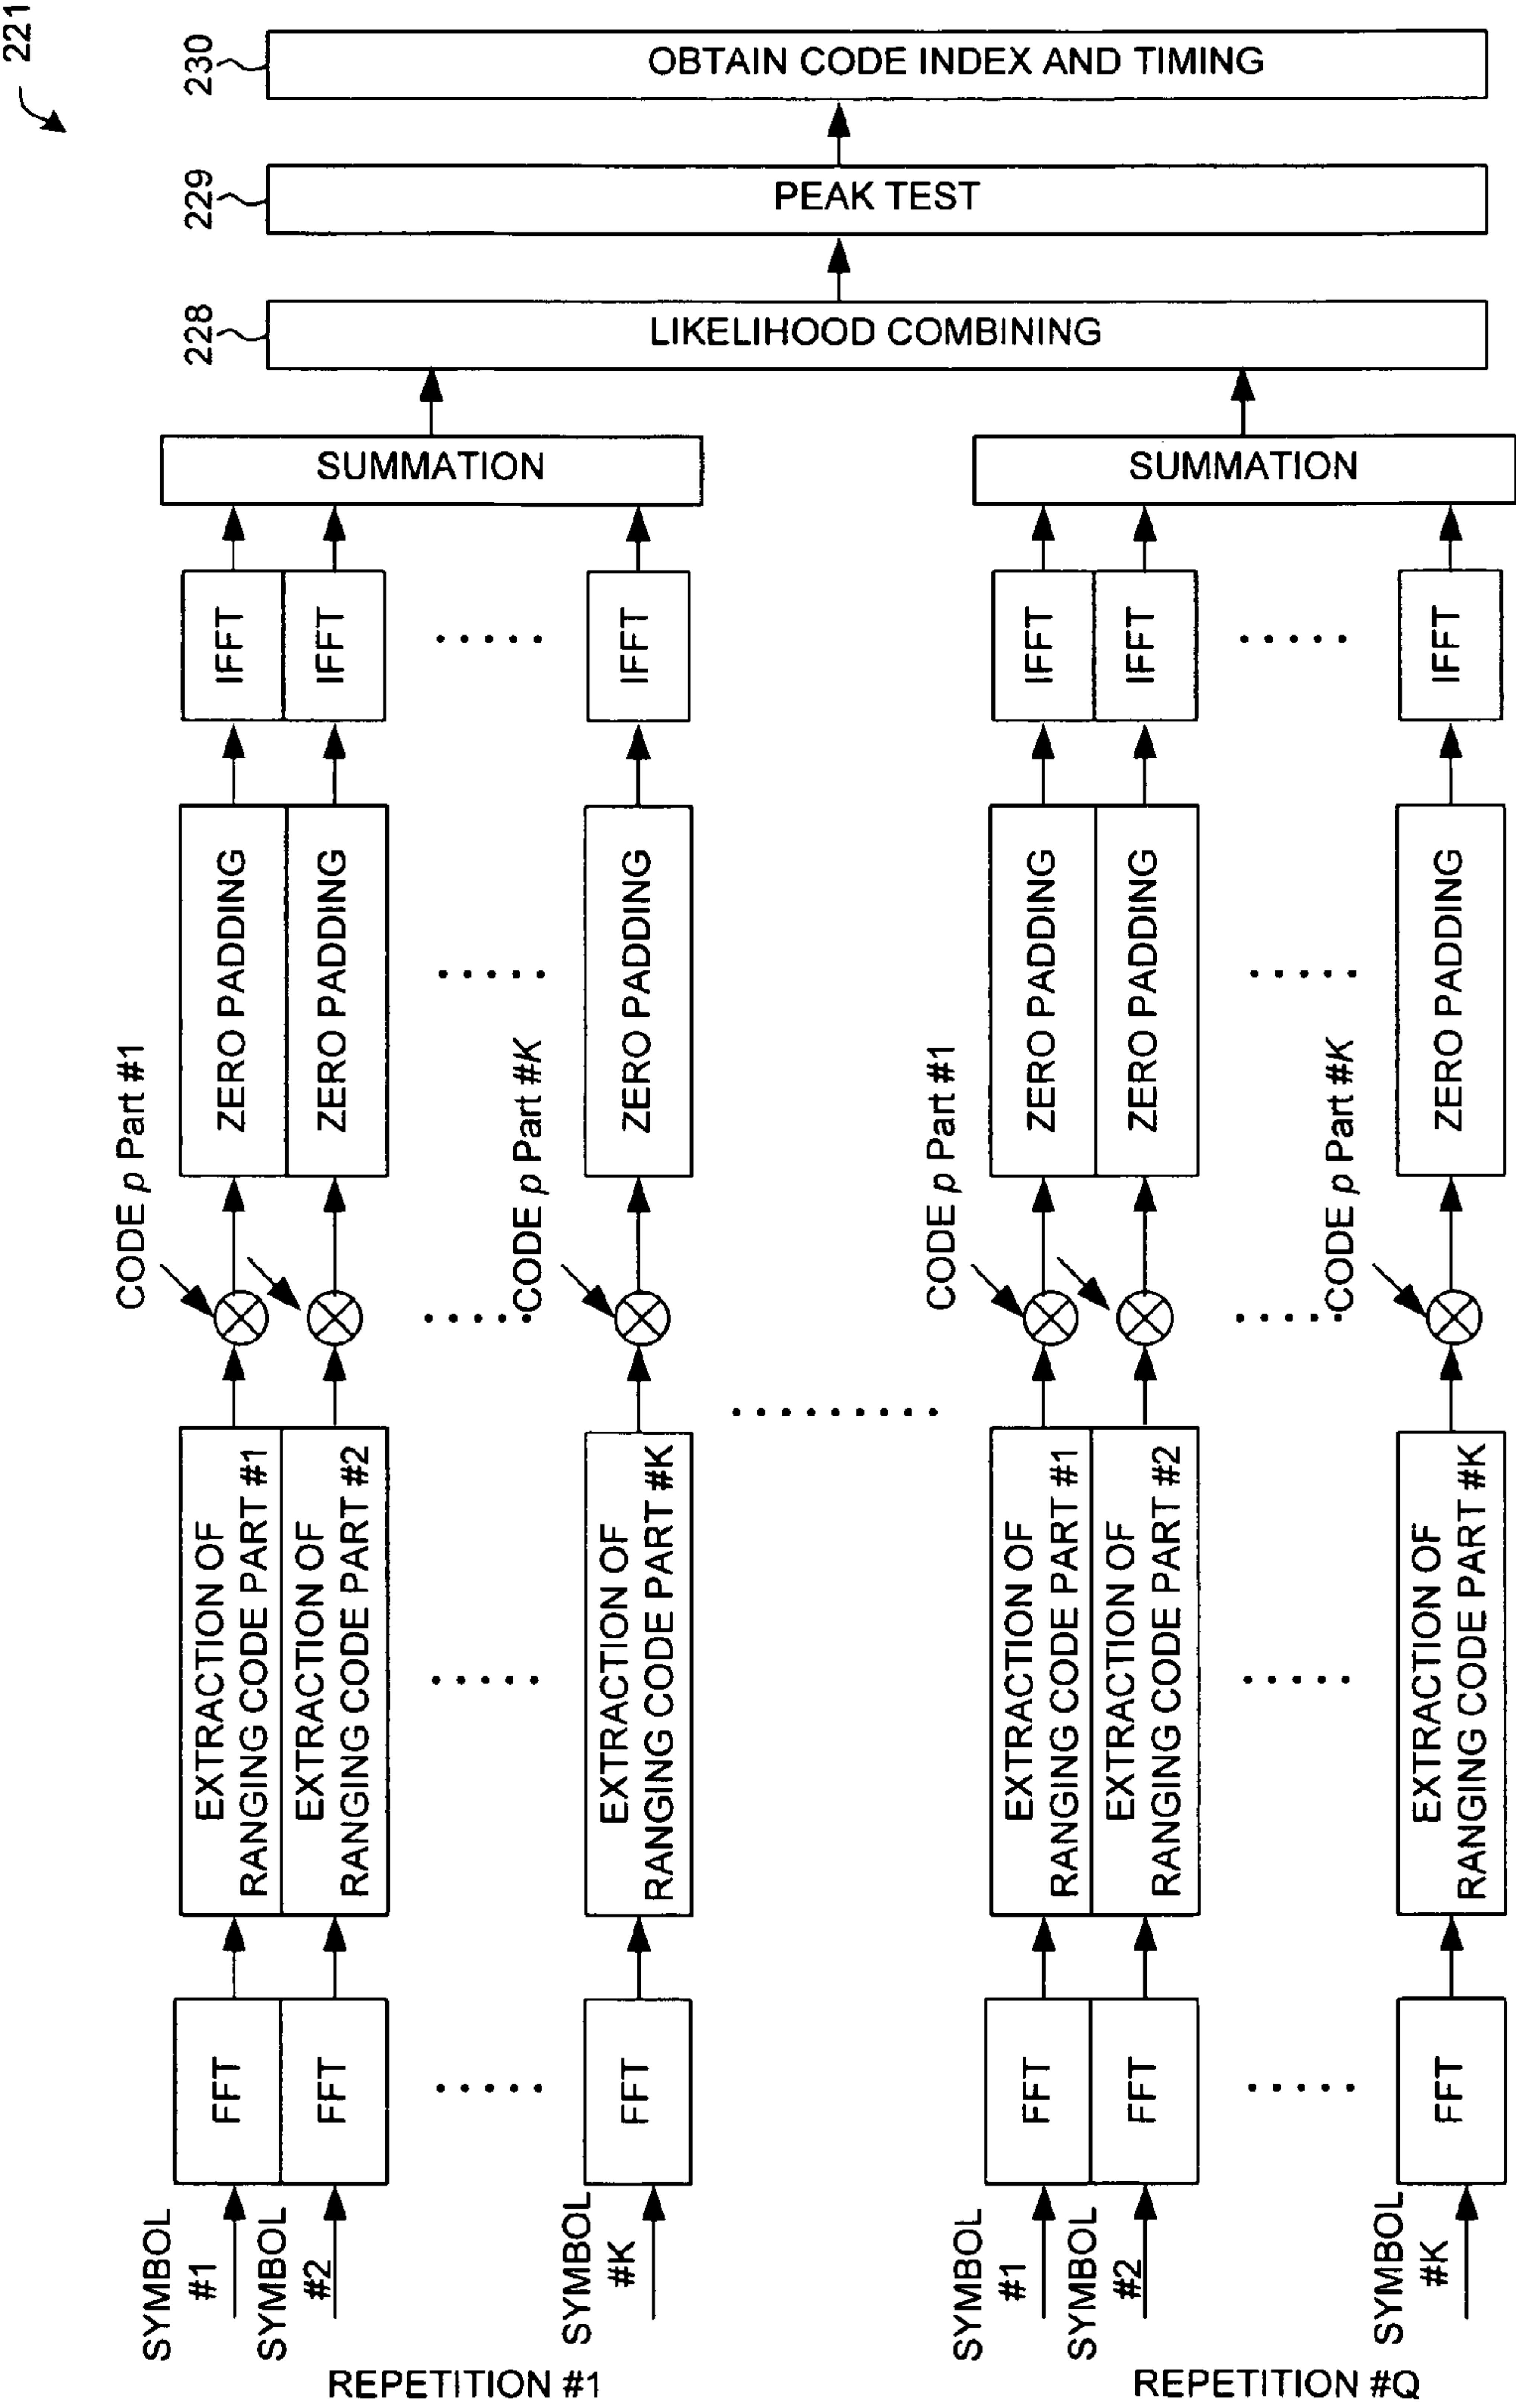 221
230
OBTAIN CODE INDEX AND TIMING
229
PEAK TEST
228
LIKELIHOOD COMBINING
SUMMATION
SUMMATION
IFFT
IFFT
IFFT
IFFT
IFFT
IFFT
ZERO PADDING
ZERO PADDING
ZERO PADDING
ZERO PADDING
ZERO PADDING
ZERO PADDING
CODE p Part #1
CODE p Part #K
CODE p Part #1
CODE p Part #K
EXTRACTION OF
RANGING CODE PART #1
EXTRACTION OF
RANGING CODE PART #2
EXTRACTION OF
RANGING CODE PART #K
EXTRACTION OF
RANGING CODE PART #1
EXTRACTION OF
RANGING CODE PART #2
EXTRACTION OF
RANGING CODE PART #K
FFT
FFT
FFT
FFT
FFT
FFT
SYMBOL
#1
SYMBOL
#2
SYMBOL
#K
SYMBOL
#1
SYMBOL
#2
SYMBOL
#K
REPETITION #1
REPETITION #Q